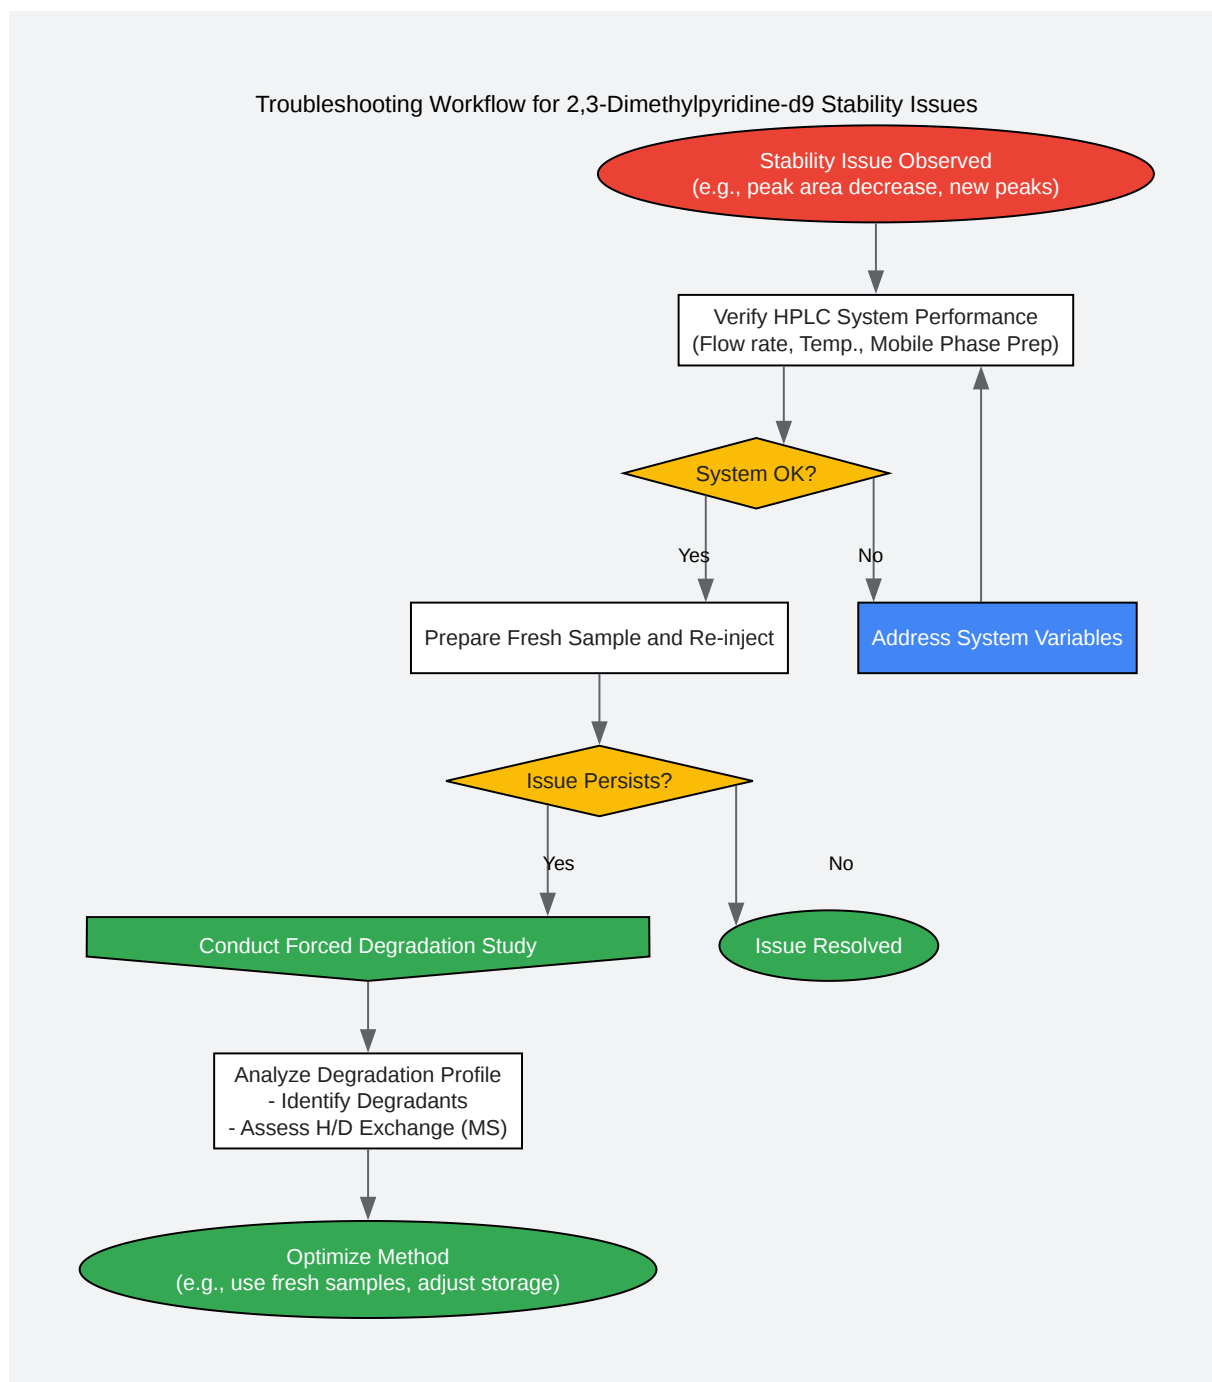 Troubleshooting Workflow for 2,3-Dimethylpyridine-d9 Stability Issues
Stability Issue Observed
(e.g., peak area decrease, new peaks)
Verify HPLC System Performance
(Flow rate, Temp., Mobile Phase Prep)
System OK?
Yes
No
Prepare Fresh Sample and Re-inject
Address System Variables
Issue Persists?
Yes
No
Conduct Forced Degradation Study
Issue Resolved
Analyze Degradation Profile
- Identify Degradants
- Assess H/D Exchange (MS)
Optimize Method
(e.g., use fresh samples, adjust storage)